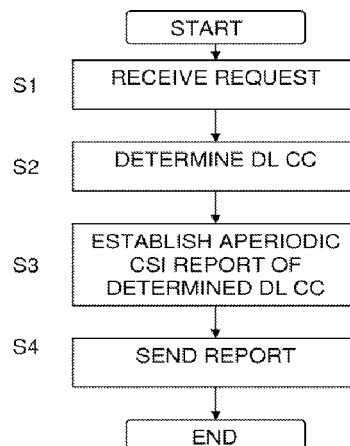 START
S1
RECEIVE REQUEST
S2
DETERMINE DL CC
S3
ESTABLISH APERIODIC
CSI REPORT OF
DETERMINED DL CC
S4
SEND REPORT
END